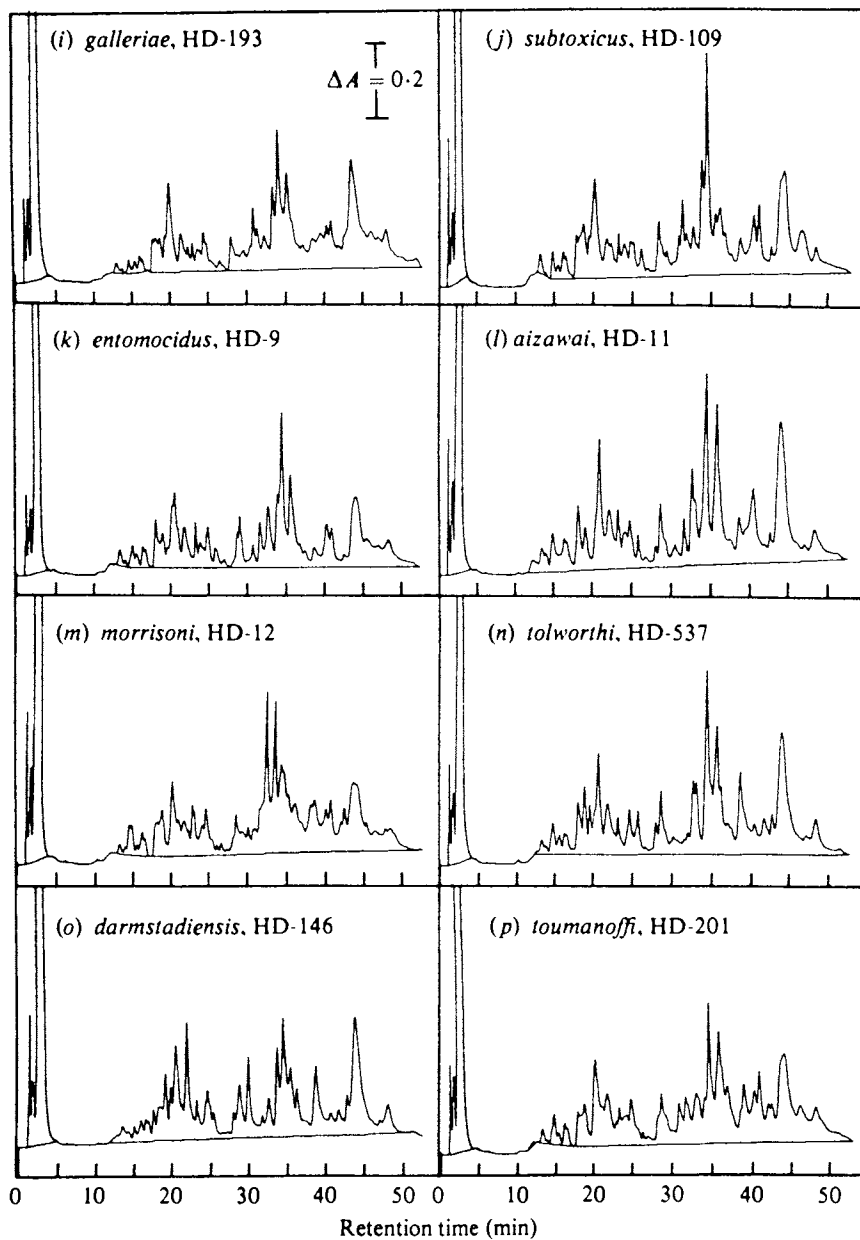 (i) galleriae, HD-193
ΔA = 0·2
(j) subtoxicus, HD-109
(k) entomocidus, HD-9
(l) aizawai, HD-11
(m) morrisoni, HD-12
(n) tolworthi, HD-537
(o) darmstadiensis, HD-146
(p) toumanoffi, HD-201
0 10 20 30 40 50 0 10 20 30 40 50
Retention time (min)